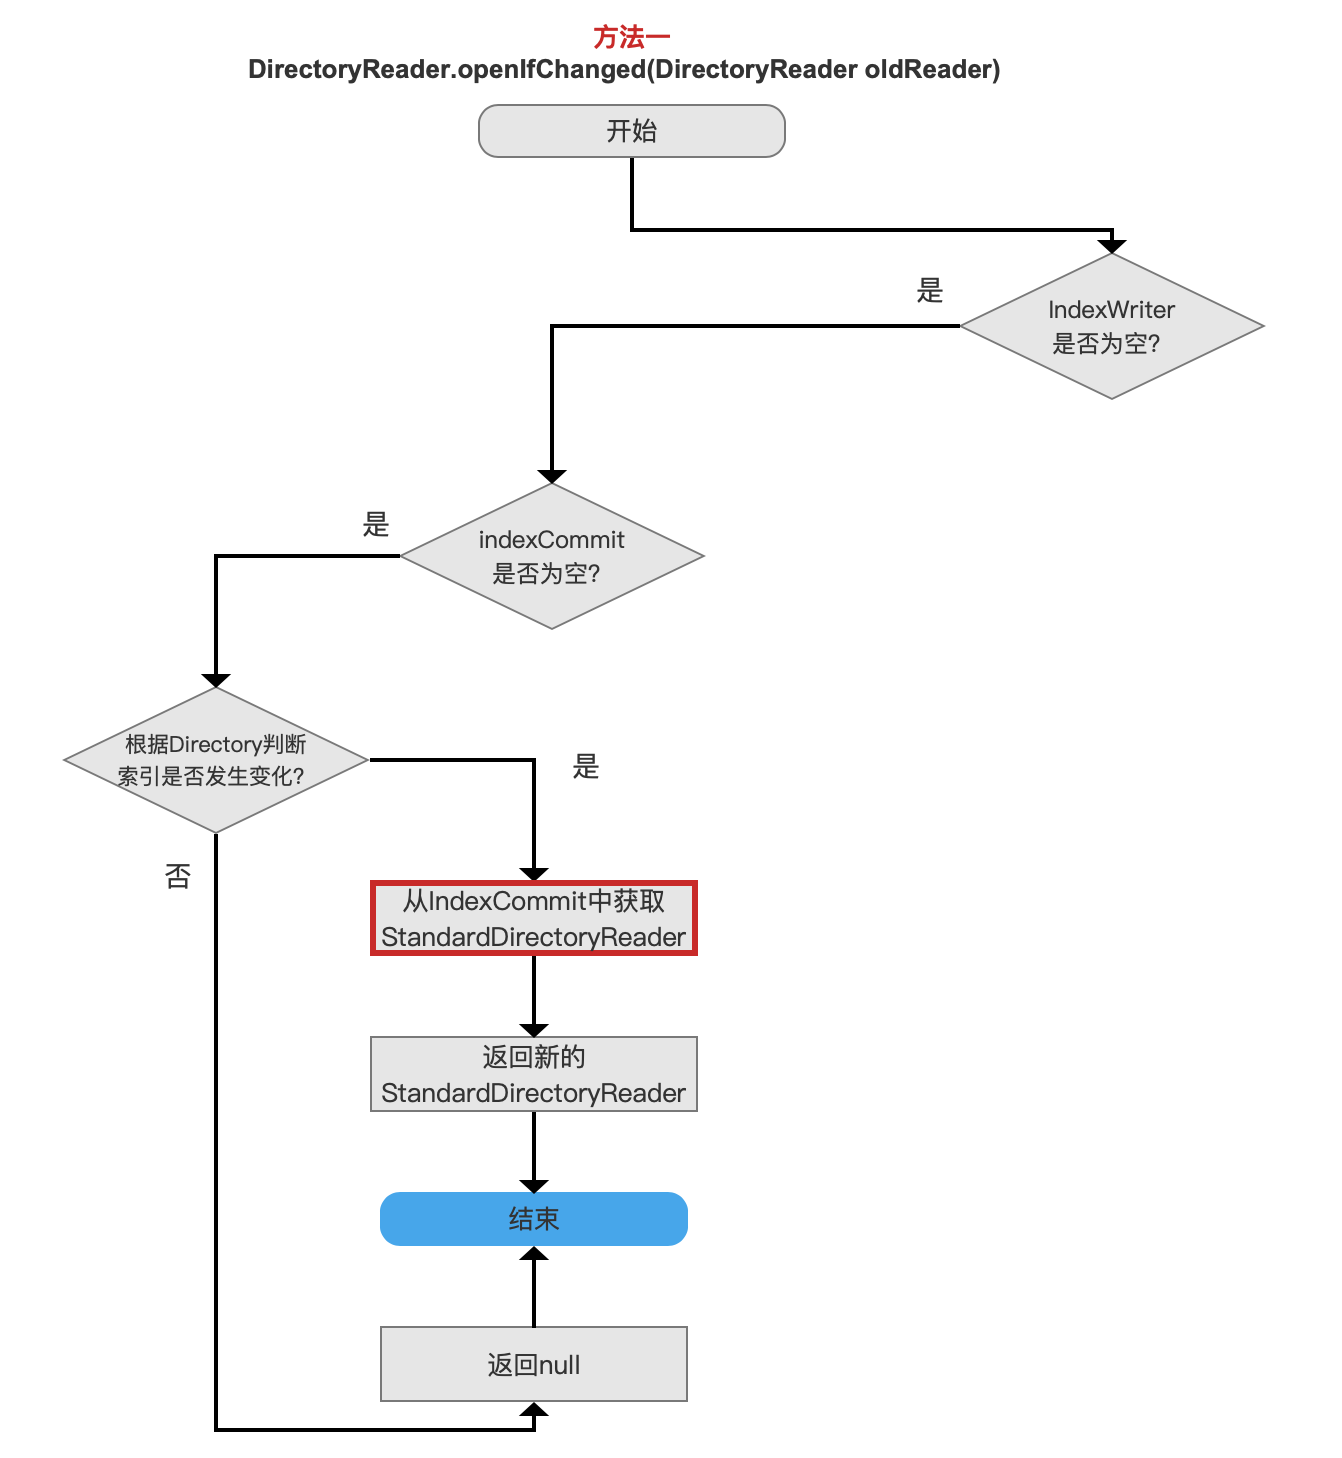 方法一
DirectoryReader.openIfChanged(DirectoryReader oldReader)
开始
是
IndexWriter
是否为空?
是
indexCommit
是否为空?
根据Directory判断
索引是否发生变化?
是
否
从IndexCommit中获取
StandardDirectoryReader
返回新的
StandardDirectoryReader
结束
返回null